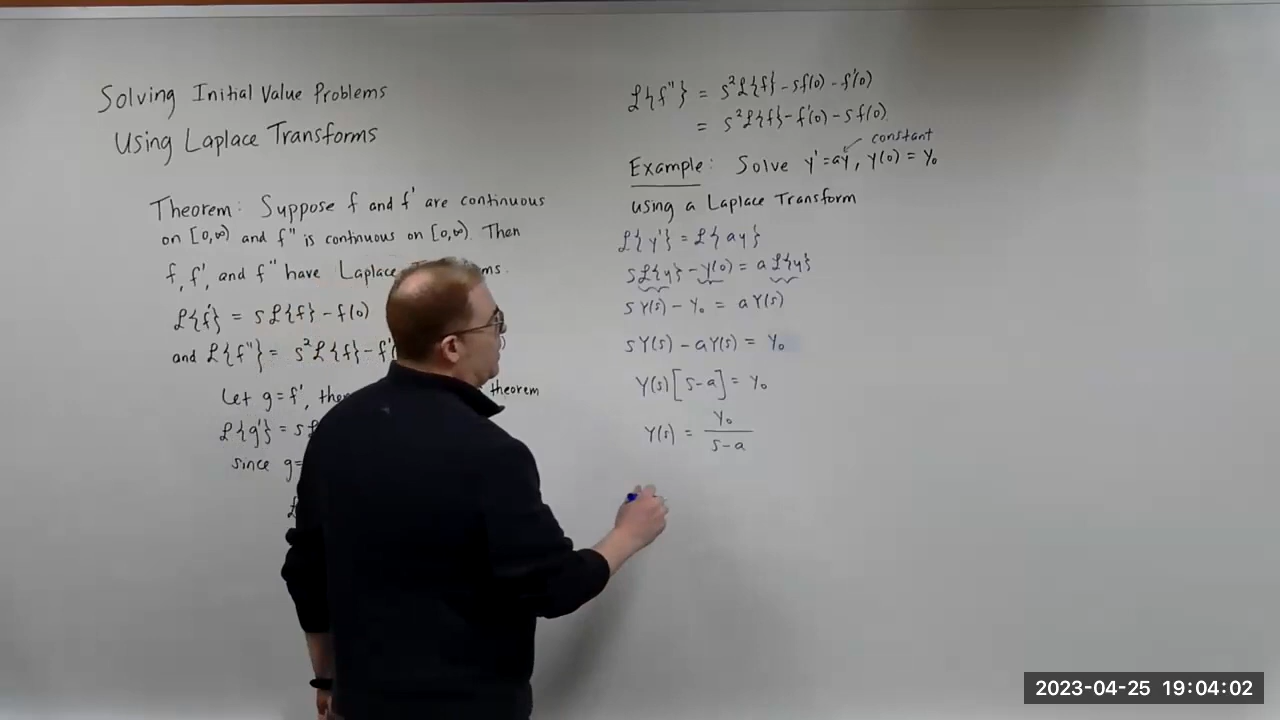 Solving Initial Value Problems
Using Laplace Transforms
Theorem: Suppose f and f' are continuous
on [0,∞) and f" is continuous on [0,∞). Then
f, f', and f" have Laplace
ℒ{f'} = sℒ{f} - f(0)
and ℒ{f"} = s²ℒ{f} - f'(
Let g=f', theorem
ℒ{g'} = s
since g=
ℒ{f"} = s²ℒ{f} - sf(0) - f'(0)
= s²ℒ{f} - f'(0) - sf(0).
constant
Example: Solve y'=ay, y(0) = y₀
using a Laplace Transform
ℒ{y'} = ℒ{ay}
sℒ{y} - y(0) = aℒ{y}
sY(s) - y₀ = aY(s)
sY(s) - aY(s) = y₀
Y(s)[s-a] = y₀
Y(s) = y₀/(s-a)
2023-04-25 19:04:02